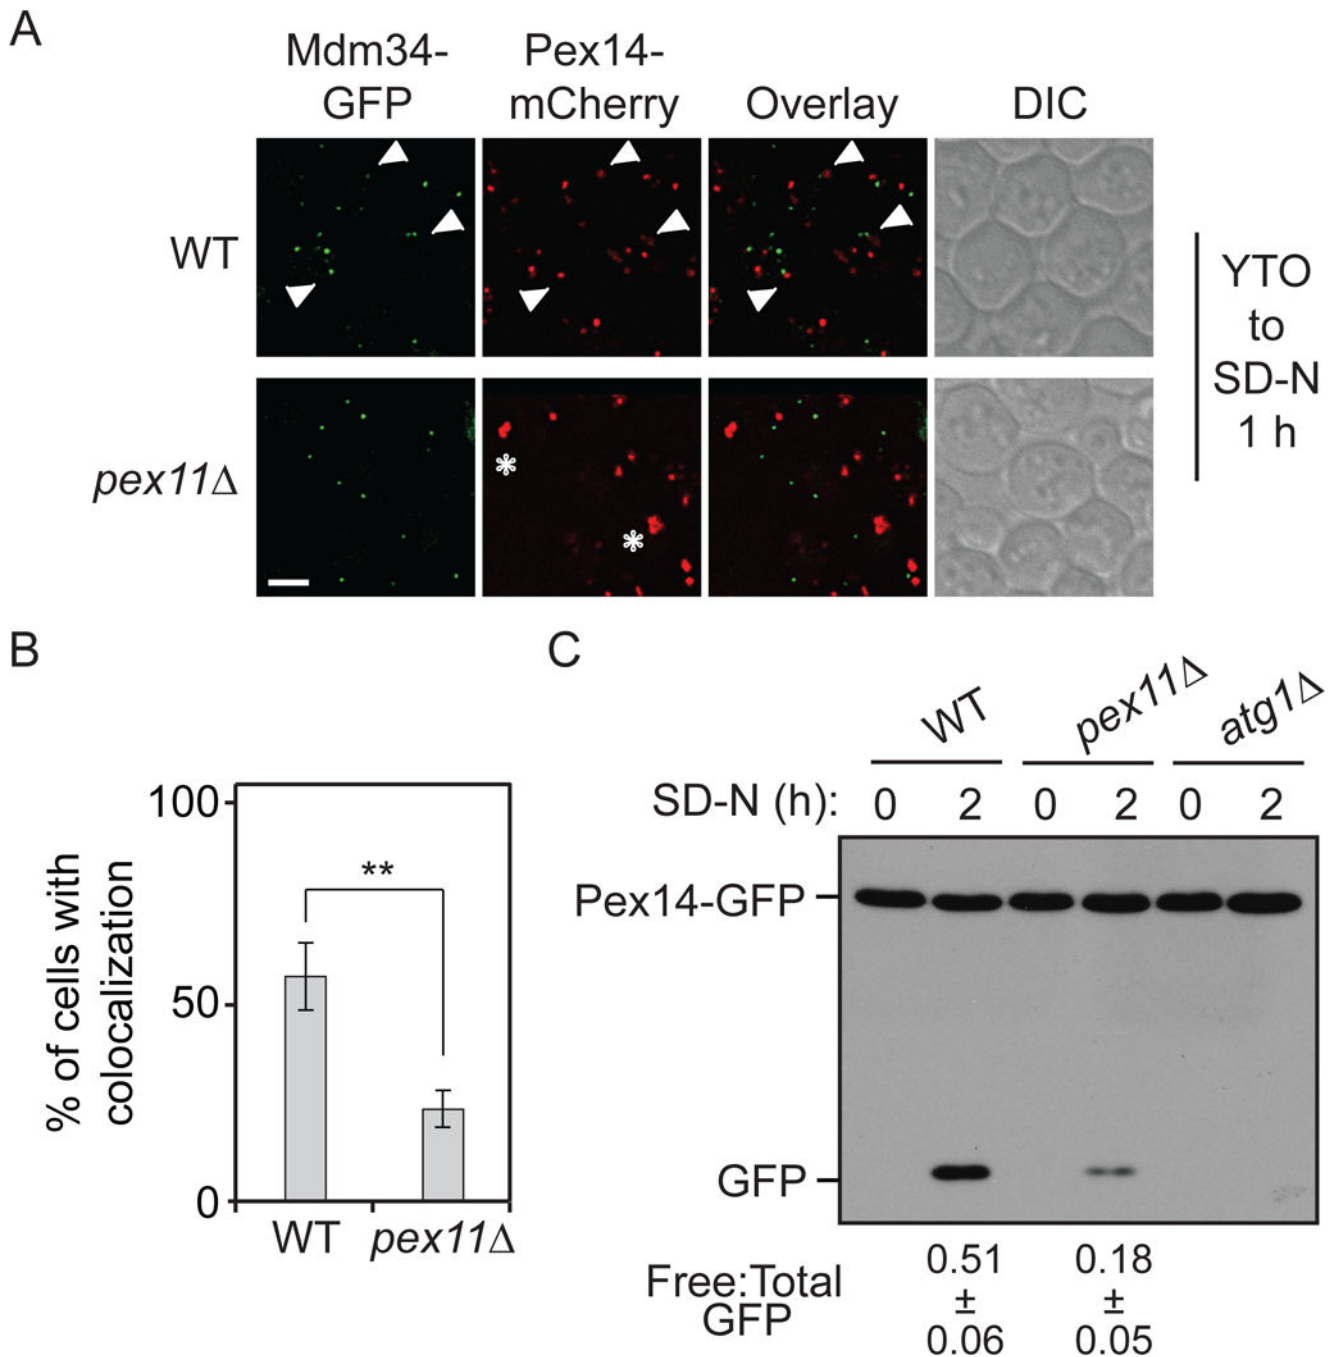 A
Mdm34-
GFP
Pex14-
mCherry
Overlay
DIC
WT
pex11Δ
YTO
to
SD-N
1 h
B
% of cells with
colocalization
100
50
0
**
WT
pex11Δ
C
WT
pex11Δ
atg1Δ
SD-N (h): 0 2 0 2 0 2
Pex14-GFP
GFP
Free:Total
GFP
0.51
±
0.06
0.18
±
0.05